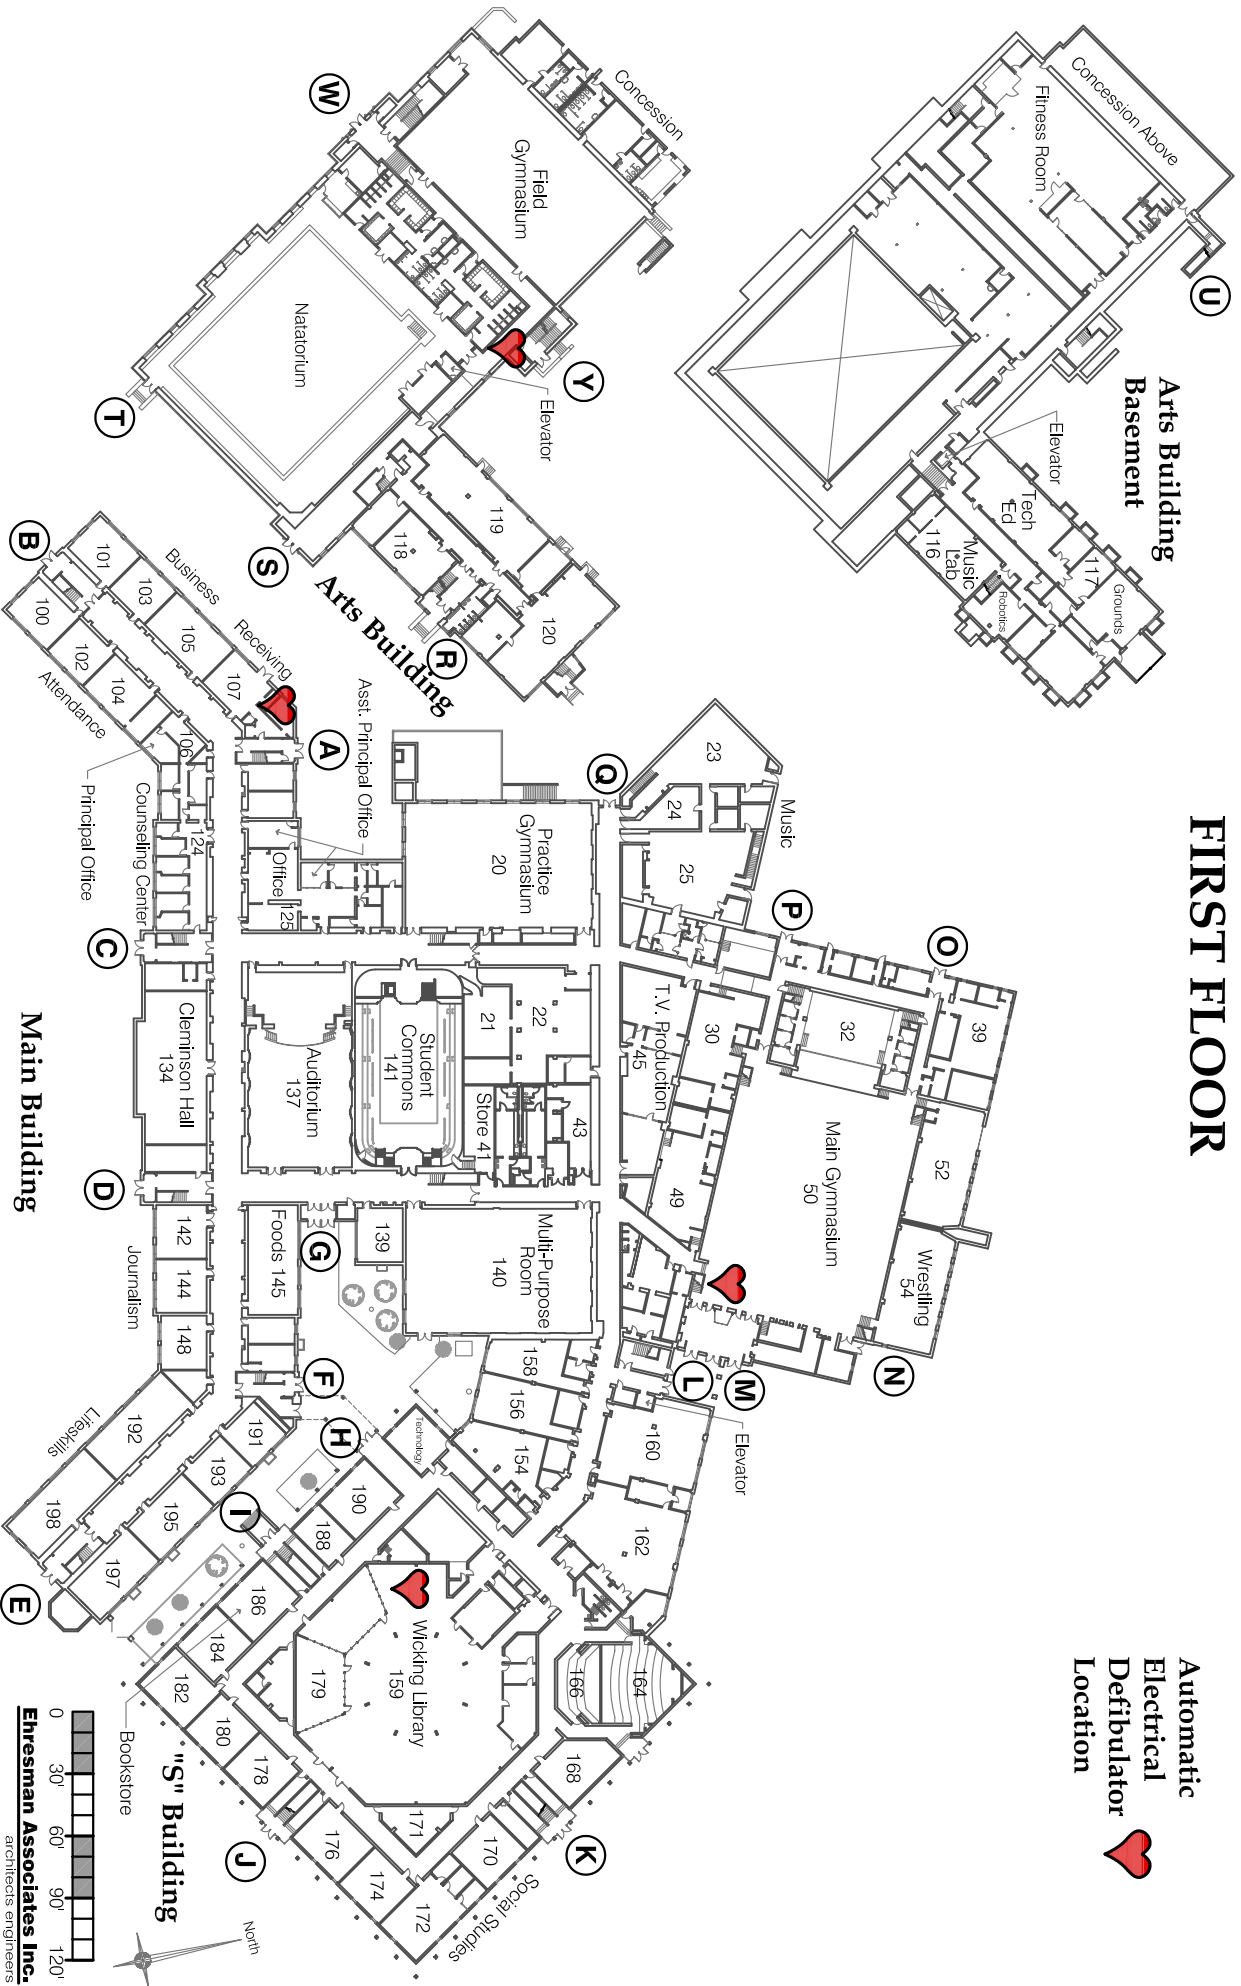 FIRST FLOOR
Automatic
Electrical
Defibulator
Location
Arts Building
Basement
Concession Above
Fitness Room
U
Elevator
Tech
Ed
117
Grounds
Music
Lab
116
Robotics
Concession
W
Field
Gymnasium
Natatorium
Y
Elevator
T
S
119
118
120
R
Arts Building
B
101
103
105
107
Business
Receiving
100
102
104
106
Attendance
Principal Office
Asst. Principal Office
A
Counseling Center
124
Office
125
C
Practice
Gymnasium
20
Q
23
24
25
Music
P
O
T.V. Production
45
30
32
39
Main Gymnasium
50
52
Wrestling
54
49
N
M
L
Cleminson Hall
134
Auditorium
137
Student
Commons
141
21
22
Store 41
43
D
Main Building
142
144
148
Journalism
Foods 145
G
139
Multi-Purpose
Room
140
F
H
158
156
154
Technology
160
Elevator
162
164
166
168
191
192
193
195
197
198
Lifeskills
E
I
190
188
186
184
182
180
178
176
174
172
170
171
Wicking Library
159
179
Bookstore
J
K
Social Studies
"S" Building
North
0 30' 60' 90' 120'
Ehresman Associates Inc.
architects engineers